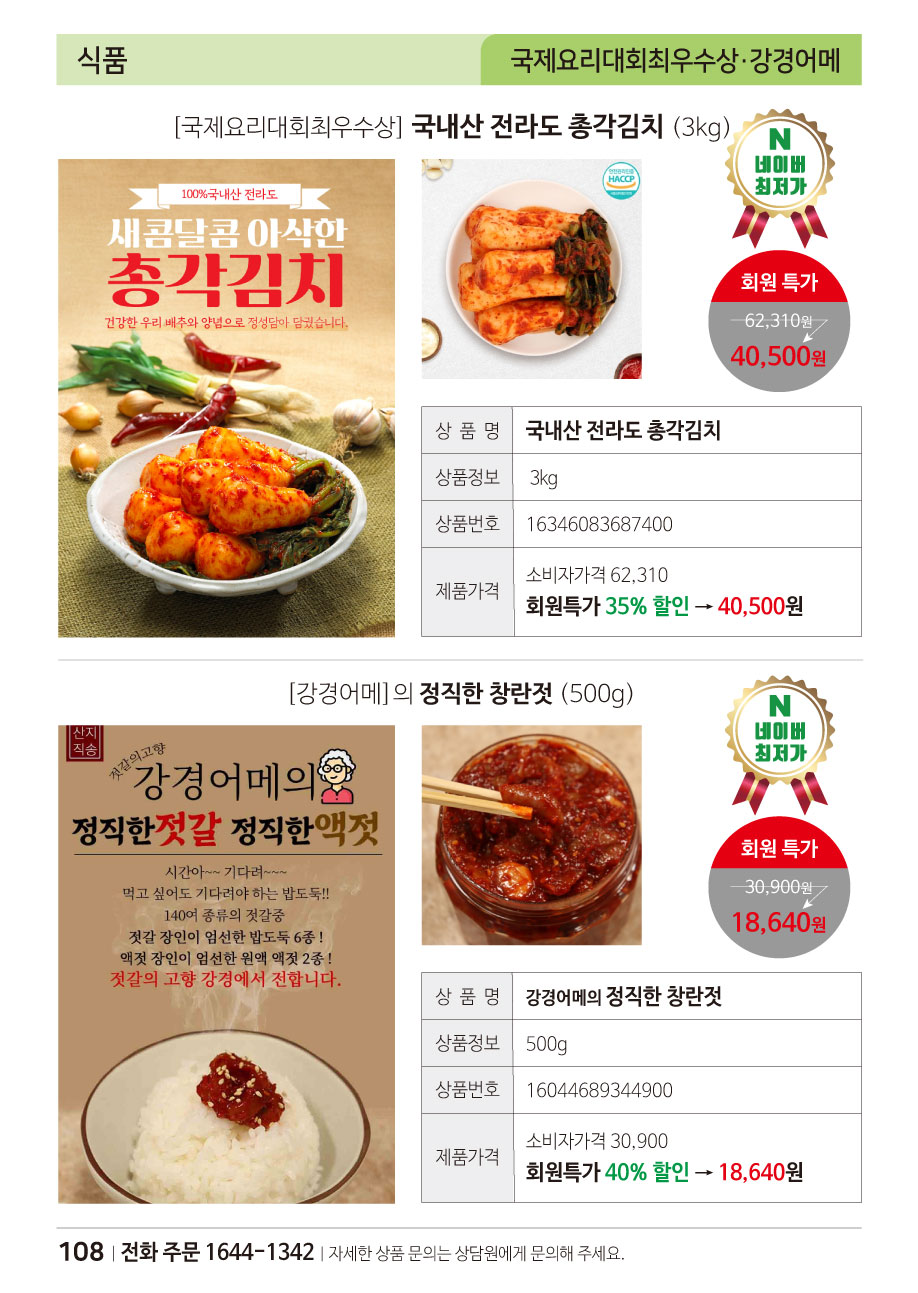 식품
국제요리대회최우수상·강경어메
[국제요리대회최우수상] 국내산 전라도 총각김치 (3kg)
N
네이버
최저가
100%국내산 전라도
새콤달콤 아삭한
총각김치
건강한 우리 배추와 양념으로 정성담아 담궜습니다.
안전관리인증
HACCP
회원 특가
62,310원
40,500원
상 품 명 국내산 전라도 총각김치
상품정보 3kg
상품번호 16346083687400
제품가격 소비자가격 62,310
회원특가 35% 할인 → 40,500원
[강경어메]의 정직한 창란젓 (500g)
N
네이버
최저가
산지
직송
젓갈의고향
강경어메의
정직한젓갈 정직한액젓
시간아~~ 기다려~~~
먹고 싶어도 기다려야 하는 밥도둑!!
140여 종류의 젓갈중
젓갈 장인이 엄선한 밥도둑 6종 !
액젓 장인이 엄선한 원액 액젓 2종 !
젓갈의 고향 강경에서 전합니다.
회원 특가
30,900원
18,640원
상 품 명 강경어메의 정직한 창란젓
상품정보 500g
상품번호 16044689344900
제품가격 소비자가격 30,900
회원특가 40% 할인 → 18,640원
108 | 전화 주문 1644-1342 | 자세한 상품 문의는 상담원에게 문의해 주세요.